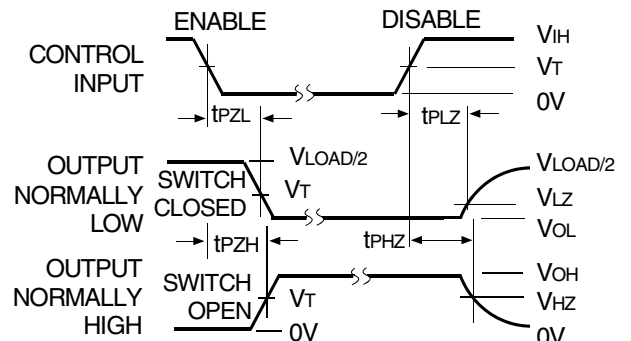 ENABLE
DISABLE
CONTROL
INPUT
VIH
VT
0V
tPZL
tPLZ
OUTPUT
NORMALLY
LOW
SWITCH
CLOSED
VLOAD/2
VT
VLOAD/2
VLZ
VOL
tPZH
tPHZ
OUTPUT
NORMALLY
HIGH
SWITCH
OPEN
VT
0V
VOH
VHZ
0V